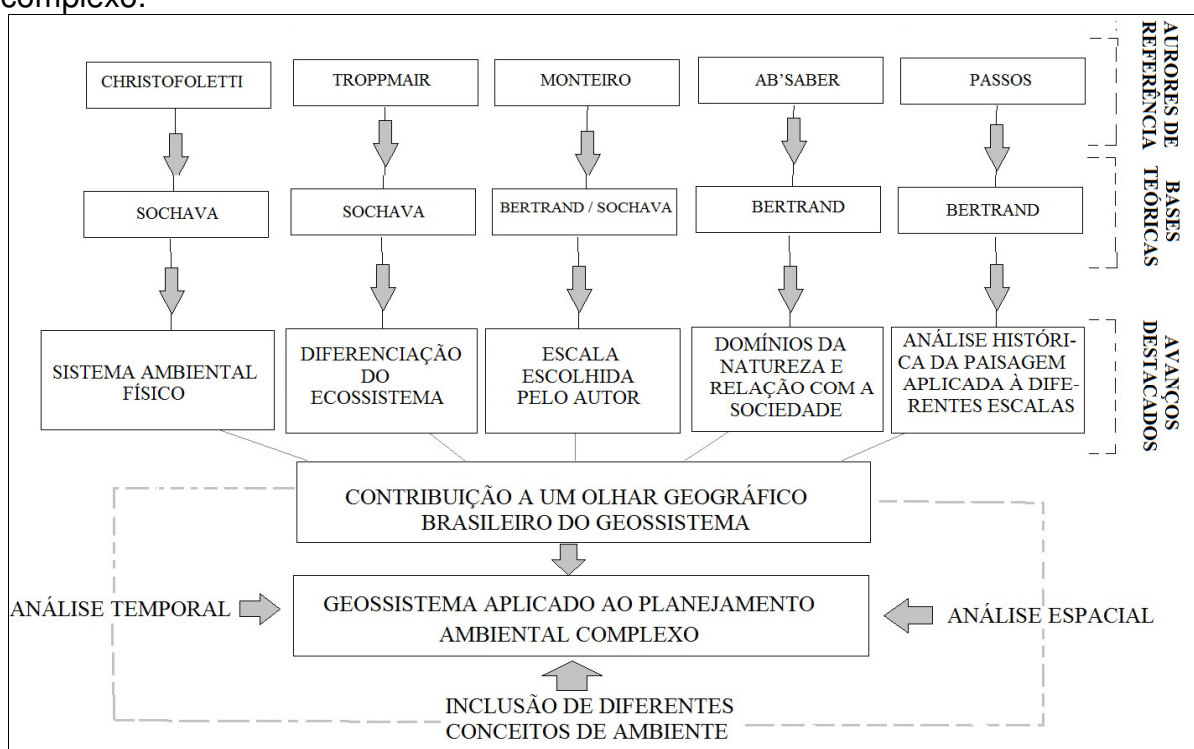 complexo.
CHRISTOFOLETTI
TROPPMAIR
MONTEIRO
AB'SABER
PASSOS
AURORES DE
REFERÊNCIA
SOCHAVA
SOCHAVA
BERTRAND / SOCHAVA
BERTRAND
BERTRAND
BASES
TEÓRICAS
SISTEMA AMBIENTAL
FÍSICO
DIFERENCIAÇÃO
DO
ECOSSISTEMA
ESCALA
ESCOLHIDA
PELO AUTOR
DOMÍNIOS DA
NATUREZA E
RELAÇÃO COM A
SOCIEDADE
ANÁLISE HISTÓRI-
CA DA PAISAGEM
APLICADA À DIFE-
RENTES ESCALAS
AVANÇOS
DESTACADOS
CONTRIBUIÇÃO A UM OLHAR GEOGRÁFICO
BRASILEIRO DO GEOSSISTEMA
ANÁLISE TEMPORAL
GEOSSISTEMA APLICADO AO PLANEJAMENTO
AMBIENTAL COMPLEXO
ANÁLISE ESPACIAL
INCLUSÃO DE DIFERENTES
CONCEITOS DE AMBIENTE